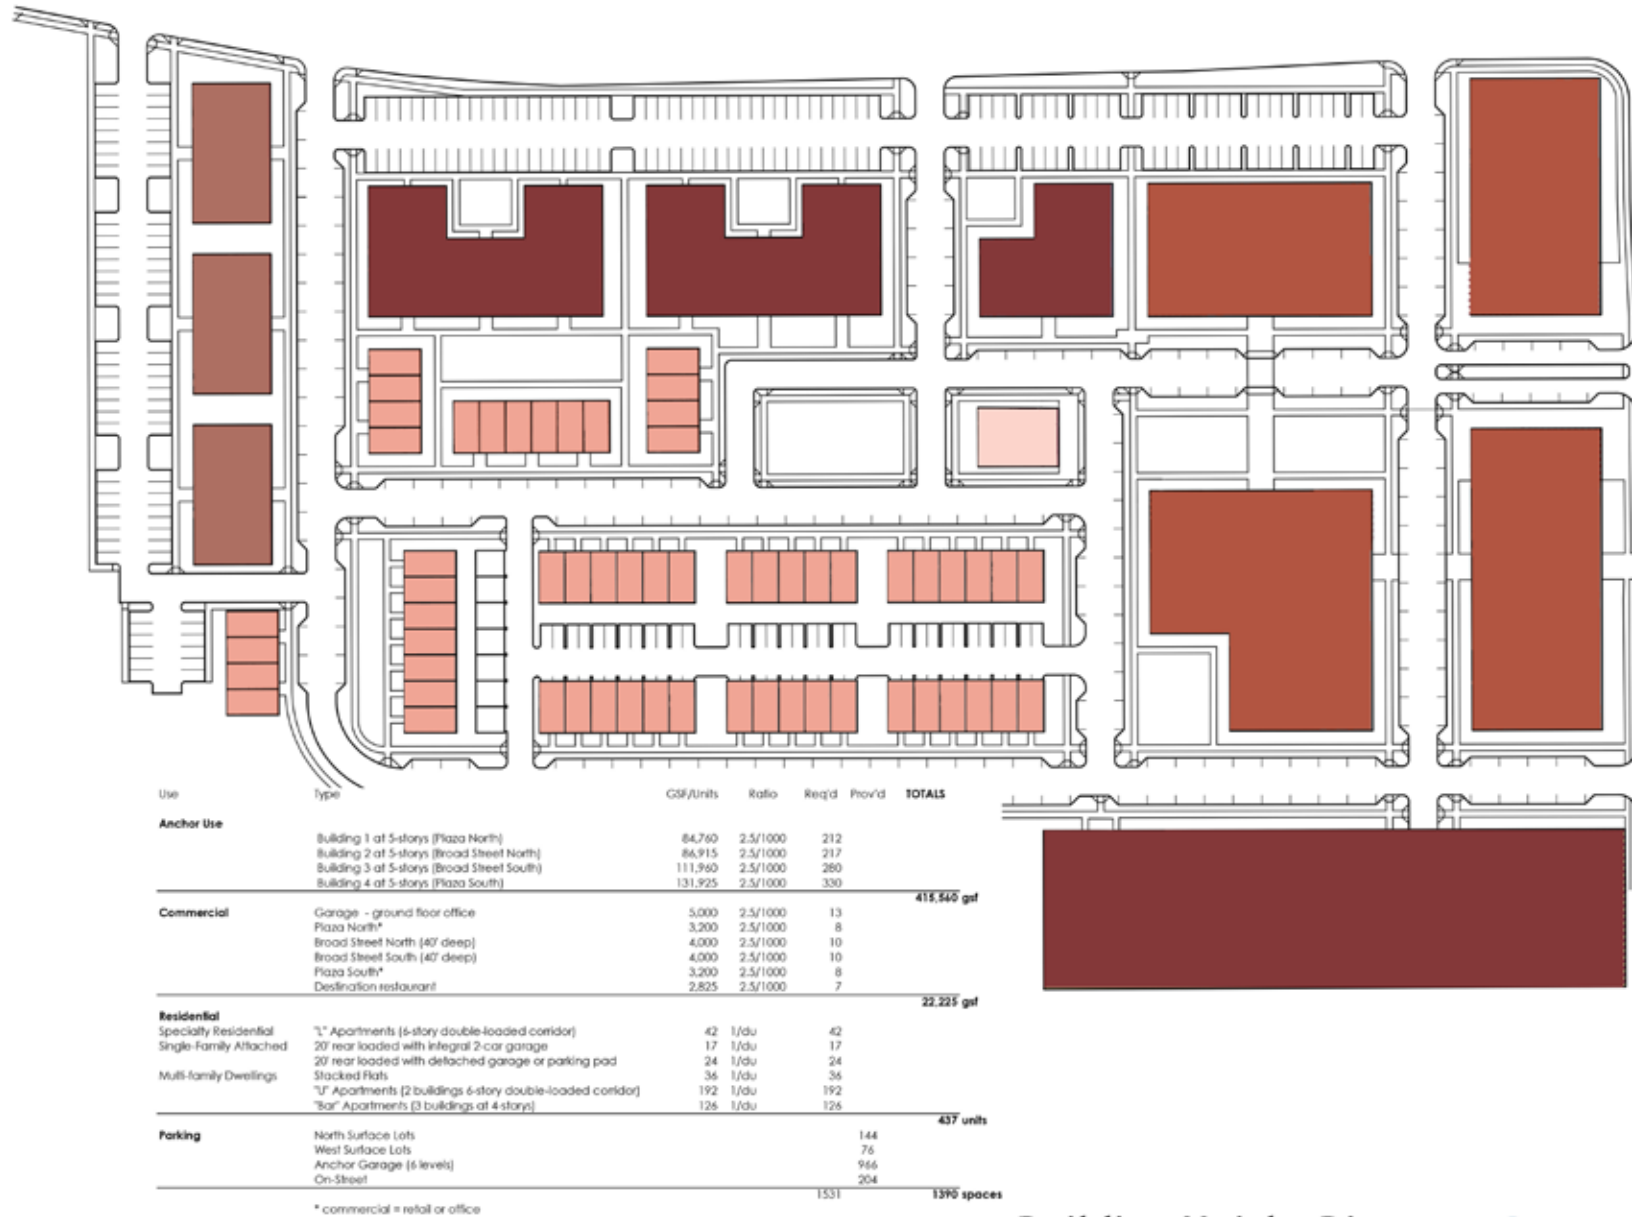 Use Type GSF/Units Ratio Req'd Prov'd TOTALS
Anchor Use
Building 1 at 5-storys (Plaza North) 84,760 2.5/1000 212
Building 2 at 5-storys (Broad Street North) 86,915 2.5/1000 217
Building 3 at 5-storys (Broad Street South) 111,960 2.5/1000 280
Building 4 at 5-storys (Plaza South) 131,925 2.5/1000 330
415,560 gsf
Commercial Garage - ground floor office 5,000 2.5/1000 13
Plaza North* 3,200 2.5/1000 8
Broad Street North (40' deep) 4,000 2.5/1000 10
Broad Street South (40' deep) 4,000 2.5/1000 10
Plaza South* 3,200 2.5/1000 8
Destination restaurant 2,825 2.5/1000 7
22,225 gsf
Residential
Specialty Residential "L" Apartments (6-story double-loaded corridor) 42 1/du 42
Single-Family Attached 20' rear loaded with integral 2-car garage 17 1/du 17
20' rear loaded with detached garage or parking pad 24 1/du 24
Multi-family Dwellings Stacked Flats 36 1/du 36
"U" Apartments (2 buildings 6-story double-loaded corridor) 192 1/du 192
"Bar" Apartments (3 buildings at 4-storys) 126 1/du 126
437 units
Parking North Surface Lots 144
West Surface Lots 76
Anchor Garage (6 levels) 966
On-Street 204
1531 1390 spaces
* commercial = retail or office